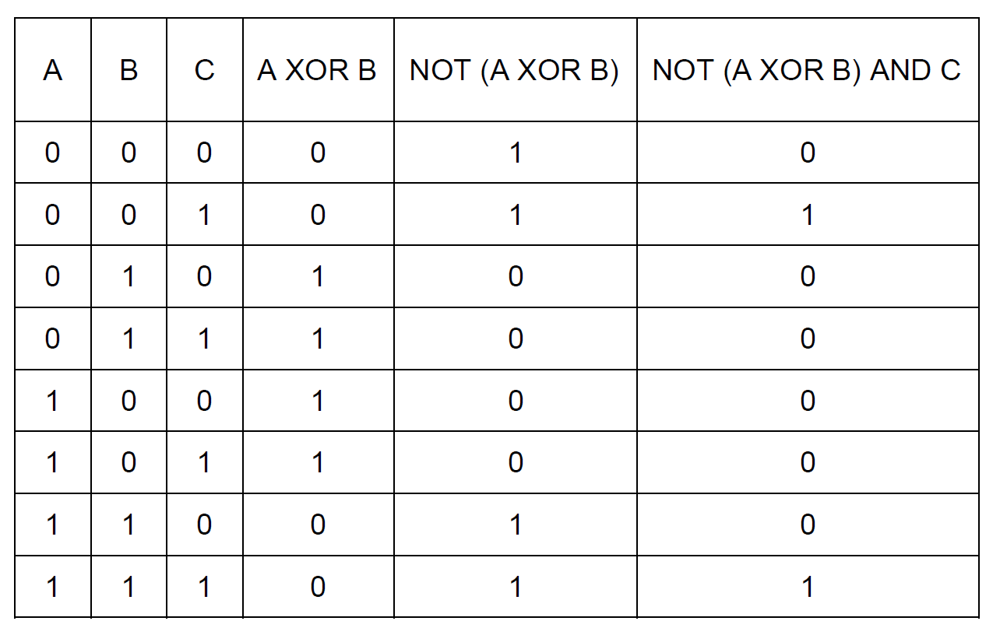 A B C A XOR B NOT (A XOR B) NOT (A XOR B) AND C
0 0 0 0 1 0
0 0 1 0 1 1
0 1 0 1 0 0
0 1 1 1 0 0
1 0 0 1 0 0
1 0 1 1 0 0
1 1 0 0 1 0
1 1 1 0 1 1